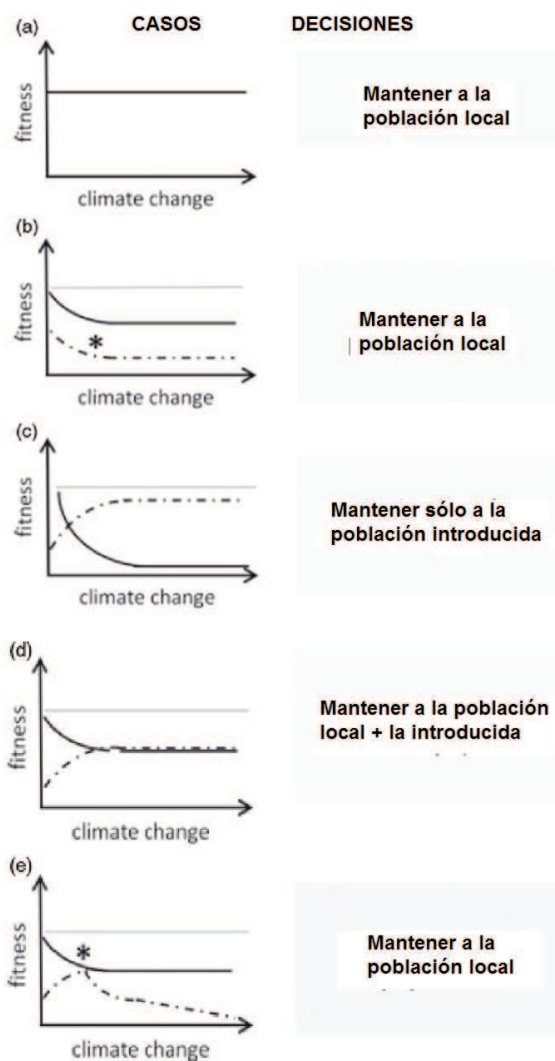 CASOS
DECISIONES
(a)
fitness
climate change
Mantener a la
población local
(b)
fitness
*
climate change
Mantener a la
población local
(c)
fitness
climate change
Mantener sólo a la
población introducida
(d)
fitness
climate change
Mantener a la población
local + la introducida
(e)
fitness
*
climate change
Mantener a la
población local